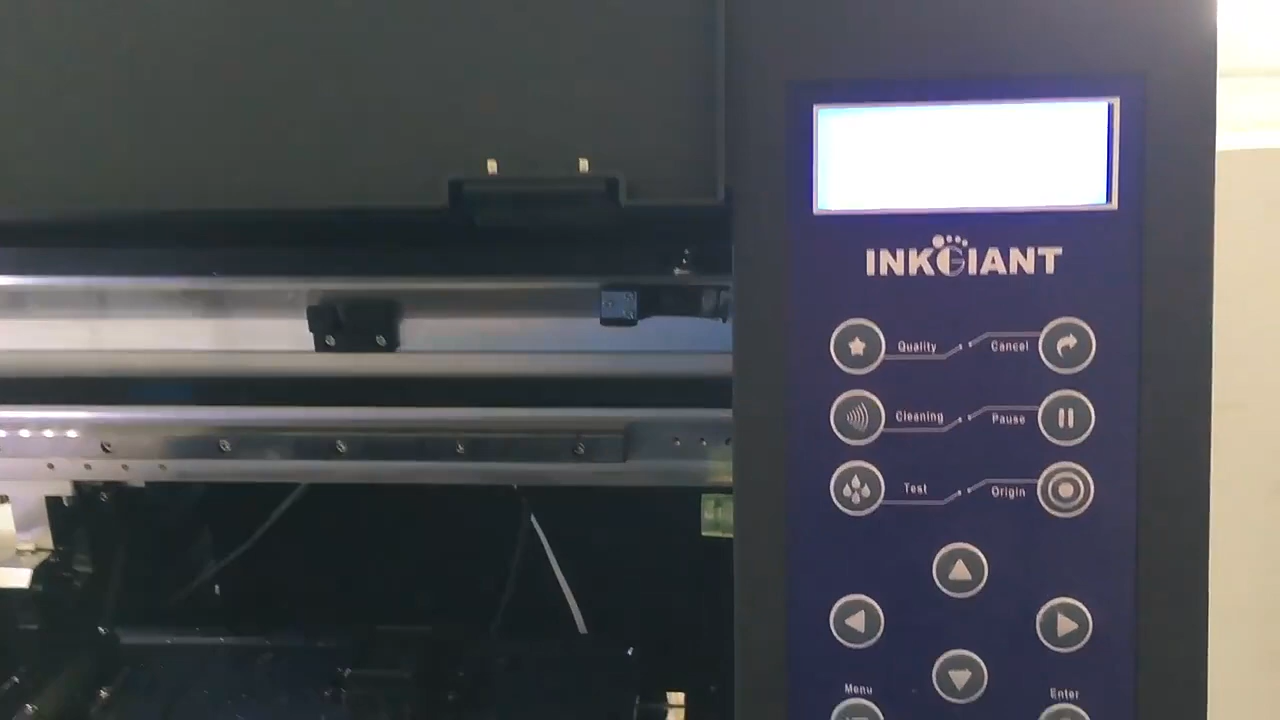 INKGIANT
Quality Cancel
Cleaning Pause
Test Origin
Menu Enter